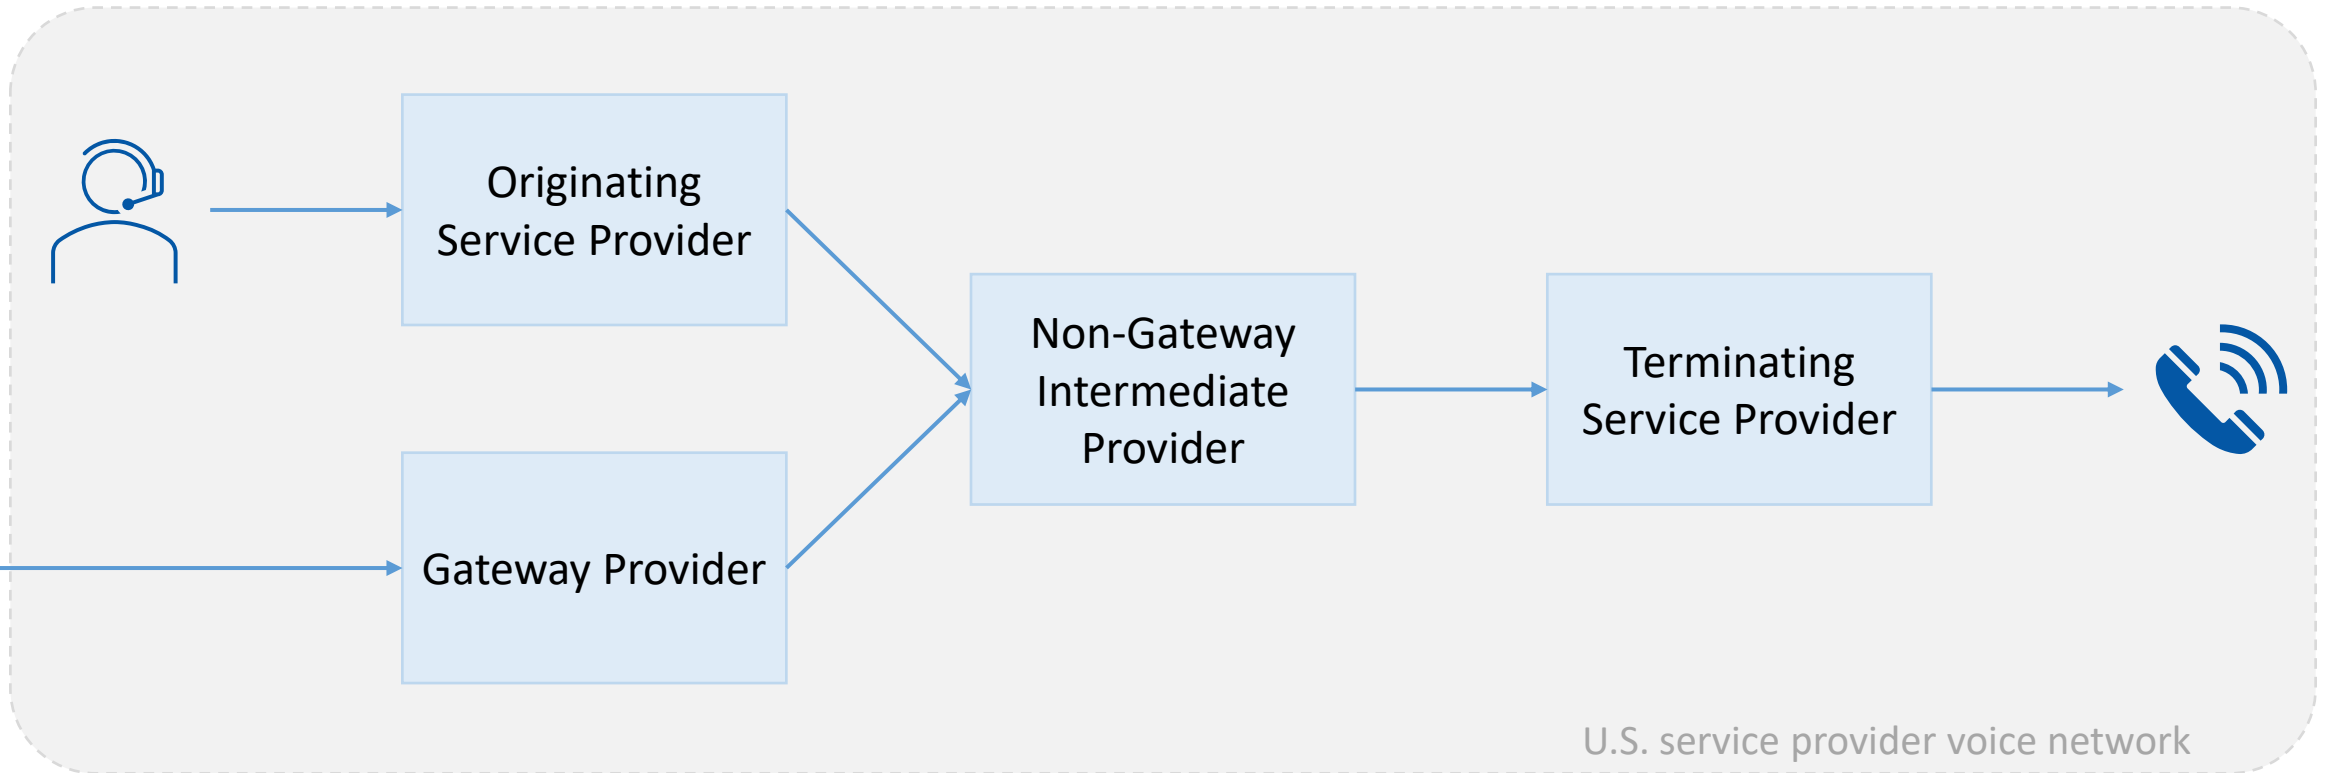 Originating
Service Provider
Non-Gateway
Intermediate
Provider
Terminating
Service Provider
Gateway Provider
U.S. service provider voice network